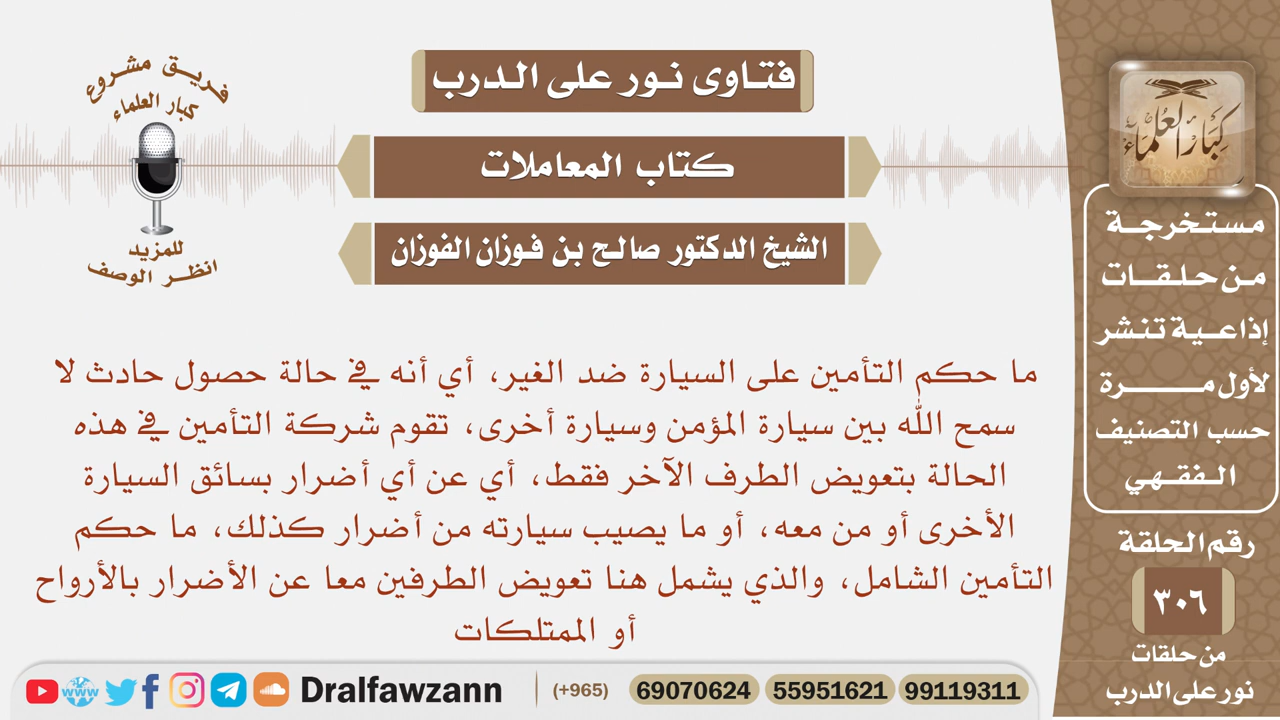 فتاوى نور على الدرب
كتاب المعاملات
الشيخ الدكتور صالح بن فوزان الفوزان
فريق مشروع
كبار العلماء
للمزيد
انظر الوصف
ما حكم التأمين على السيارة ضد الغير، أي أنه في حالة حصول حادث لا
سمح الله بين سيارة المؤمن وسيارة أخرى، تقوم شركة التأمين في هذه
الحالة بتعويض الطرف الآخر فقط، أي عن أي أضرار بسائق السيارة
الأخرى أو من معه، أو ما يصيب سيارته من أضرار كذلك، ما حكم
التأمين الشامل، والذي يشمل هنا تعويض الطرفين معا عن الأضرار بالأرواح
أو الممتلكات
كبار العلماء
مستخرجة
من حلقات
إذاعية تنشر
لأول مرة
حسب التصنيف
الفقهي
رقم الحلقة
٣٠٦
من حلقات
نور على الدرب
www
Dralfawzann
(+965) 69070624 55951621 99119311